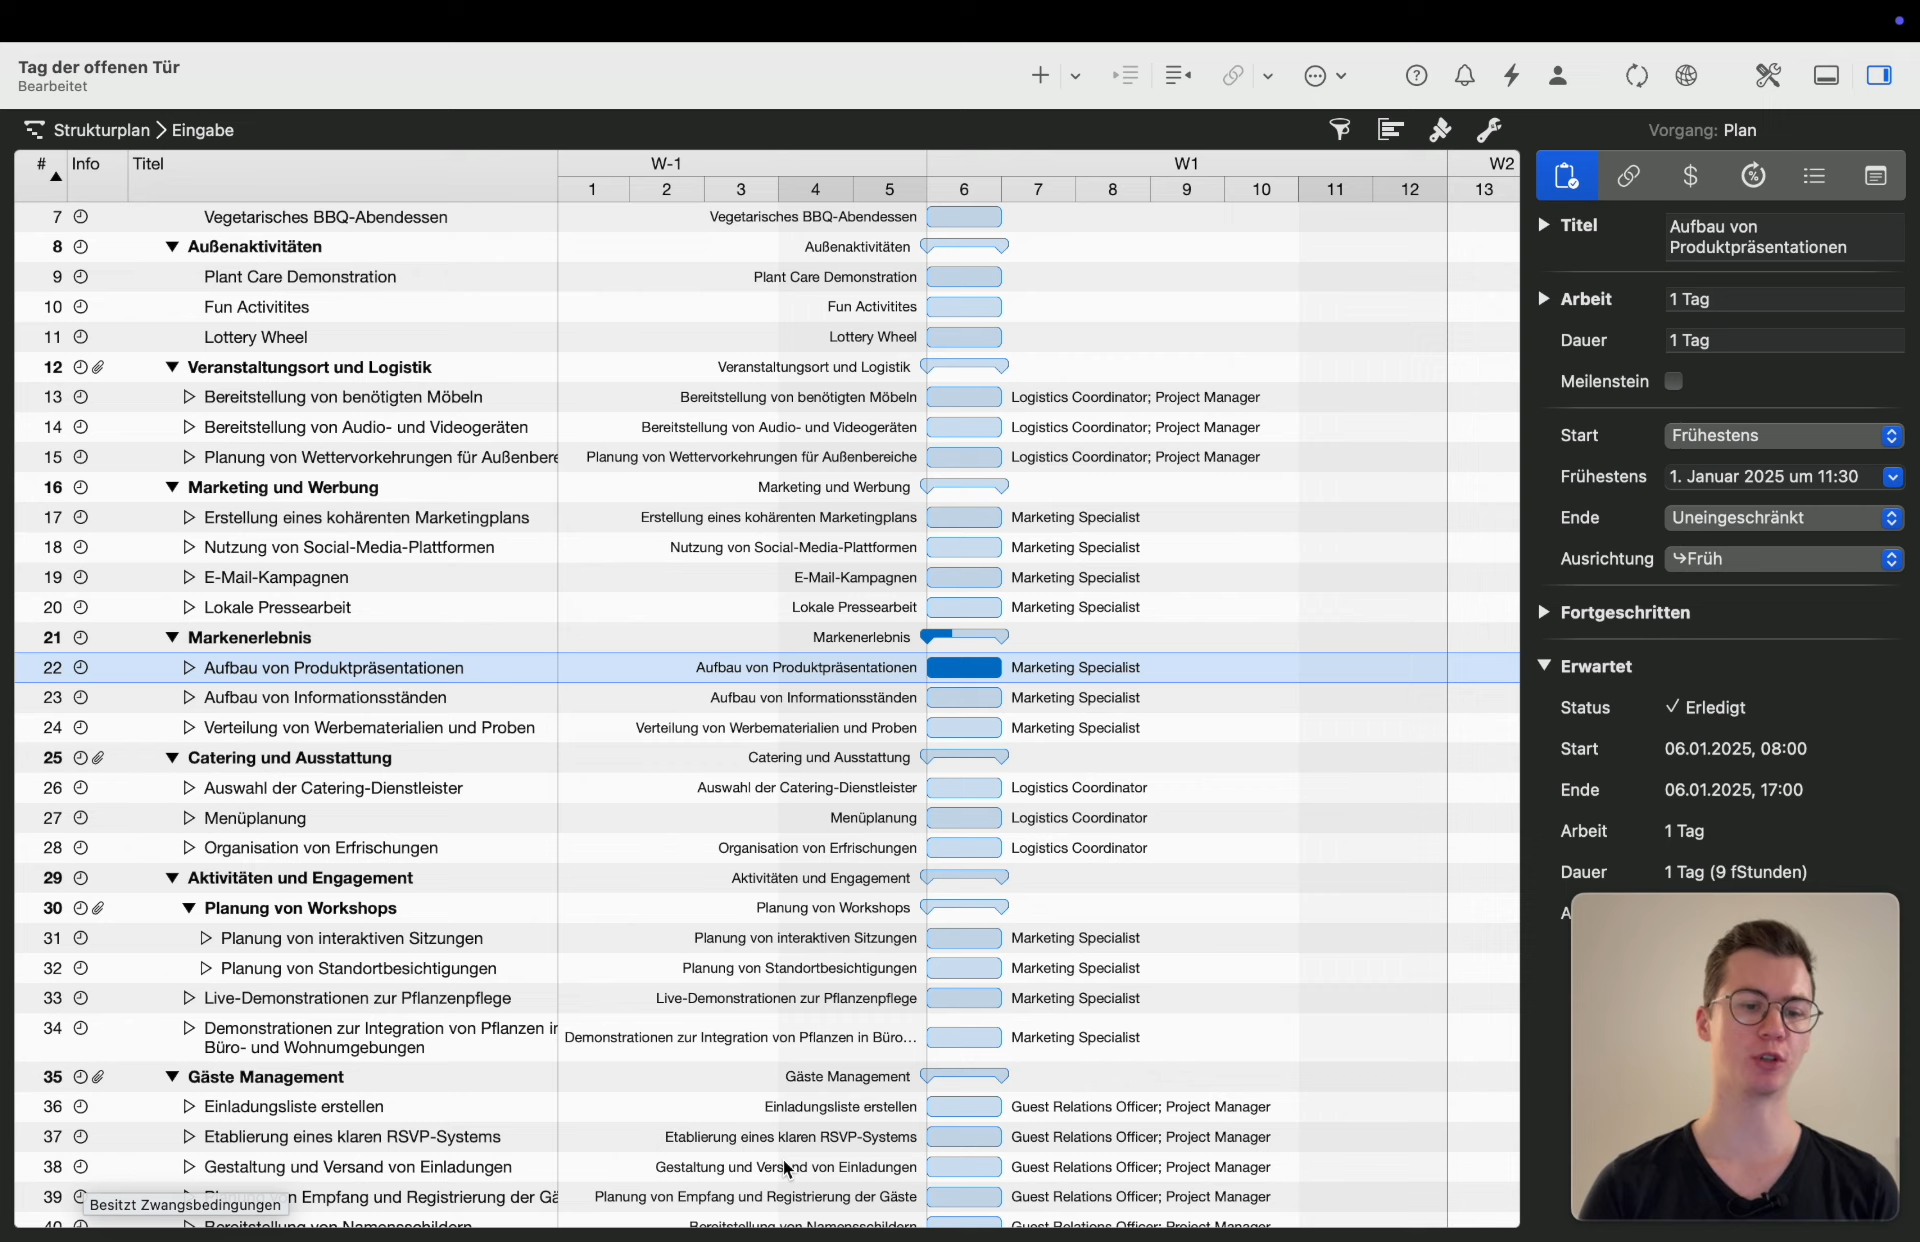 Tag der offenen Tür
Bearbeitet
Strukturplan
Eingabe
Vorgang: Plan
# Info Titel
W-1 W1 W2
1 2 3 4 5 6 7 8 9 10 11 12 13
7 Vegetarisches BBQ-Abendessen Vegetarisches BBQ-Abendessen
8 Außenaktivitäten Außenaktivitäten
9 Plant Care Demonstration Plant Care Demonstration
10 Fun Activitites Fun Activitites
11 Lottery Wheel Lottery Wheel
12 Veranstaltungsort und Logistik Veranstaltungsort und Logistik
13 Bereitstellung von benötigten Möbeln Bereitstellung von benötigten Möbeln Logistics Coordinator; Project Manager
14 Bereitstellung von Audio- und Videogeräten Bereitstellung von Audio- und Videogeräten Logistics Coordinator; Project Manager
15 Planung von Wettervorkehrungen für Außenbere Planung von Wettervorkehrungen für Außenbereiche Logistics Coordinator; Project Manager
16 Marketing und Werbung Marketing und Werbung
17 Erstellung eines kohärenten Marketingplans Erstellung eines kohärenten Marketingplans Marketing Specialist
18 Nutzung von Social-Media-Plattformen Nutzung von Social-Media-Plattformen Marketing Specialist
19 E-Mail-Kampagnen E-Mail-Kampagnen Marketing Specialist
20 Lokale Pressearbeit Lokale Pressearbeit Marketing Specialist
21 Markenerlebnis Markenerlebnis
22 Aufbau von Produktpräsentationen Aufbau von Produktpräsentationen Marketing Specialist
23 Aufbau von Informationsständen Aufbau von Informationsständen Marketing Specialist
24 Verteilung von Werbematerialien und Proben Verteilung von Werbematerialien und Proben Marketing Specialist
25 Catering und Ausstattung Catering und Ausstattung
26 Auswahl der Catering-Dienstleister Auswahl der Catering-Dienstleister Logistics Coordinator
27 Menüplanung Menüplanung Logistics Coordinator
28 Organisation von Erfrischungen Organisation von Erfrischungen Logistics Coordinator
29 Aktivitäten und Engagement Aktivitäten und Engagement
30 Planung von Workshops Planung von Workshops
31 Planung von interaktiven Sitzungen Planung von interaktiven Sitzungen Marketing Specialist
32 Planung von Standortbesichtigungen Planung von Standortbesichtigungen Marketing Specialist
33 Live-Demonstrationen zur Pflanzenpflege Live-Demonstrationen zur Pflanzenpflege Marketing Specialist
34 Demonstrationen zur Integration von Pflanzen in
Büro- und Wohnumgebungen
Demonstrationen zur Integration von Pflanzen in Büro... Marketing Specialist
35 Gäste Management Gäste Management
36 Einladungsliste erstellen Einladungsliste erstellen Guest Relations Officer; Project Manager
37 Etablierung eines klaren RSVP-Systems Etablierung eines klaren RSVP-Systems Guest Relations Officer; Project Manager
38 Gestaltung und Versand von Einladungen Gestaltung und Versand von Einladungen Guest Relations Officer; Project Manager
39 n Empfang und Registrierung der Gä Planung von Empfang und Registrierung der Gäste Guest Relations Officer; Project Manager
Besitzt Zwangsbedingungen
40 Bereitstellung von Namensschildern Bereitstellung von Namensschildern Guest Relations Officer; Project Manager
Titel Aufbau von
Produktpräsentationen
Arbeit 1 Tag
Dauer 1 Tag
Meilenstein
Start Frühestens
Frühestens 1. Januar 2025 um 11:30
Ende Uneingeschränkt
Ausrichtung Früh
Fortgeschritten
Erwartet
Status ✓ Erledigt
Start 06.01.2025, 08:00
Ende 06.01.2025, 17:00
Arbeit 1 Tag
Dauer 1 Tag (9 fStunden)